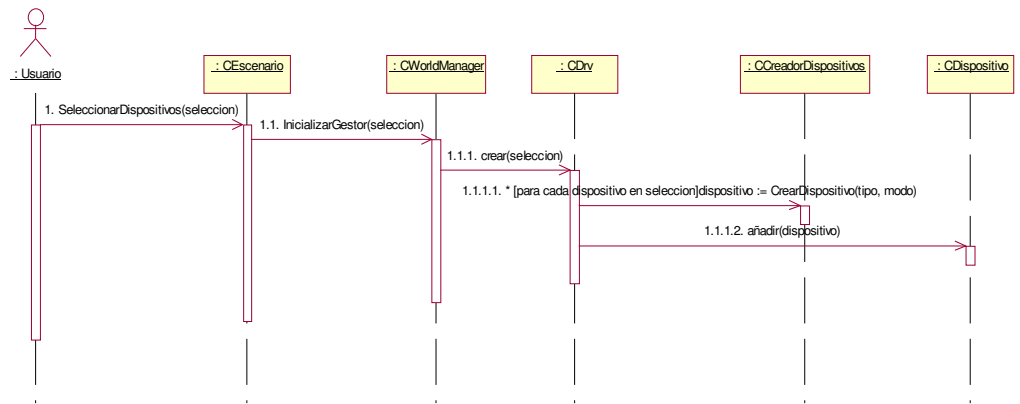 : Usuario
: CEscenario
: CWorldManager
: CDrv
: CCreadorDispositivos
: CDispositivo
1. SeleccionarDispositivos(seleccion)
1.1. InicializarGestor(seleccion)
1.1.1. crear(seleccion)
1.1.1.1. * [para cada dispositivo en seleccion]dispositivo := CrearDispositivo(tipo, modo)
1.1.1.2. añadir(dispositivo)